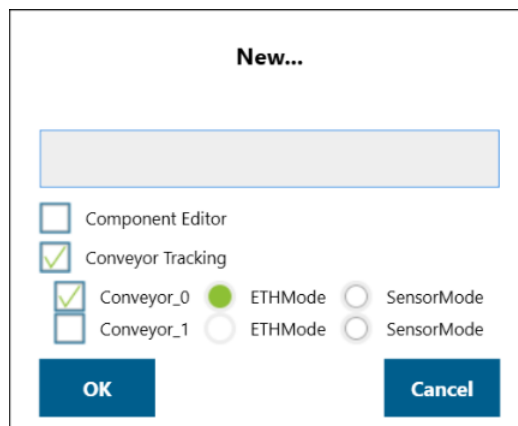 New...
Component Editor
Conveyor Tracking
Conveyor_0 ETHMode SensorMode
Conveyor_1 ETHMode SensorMode
OK Cancel